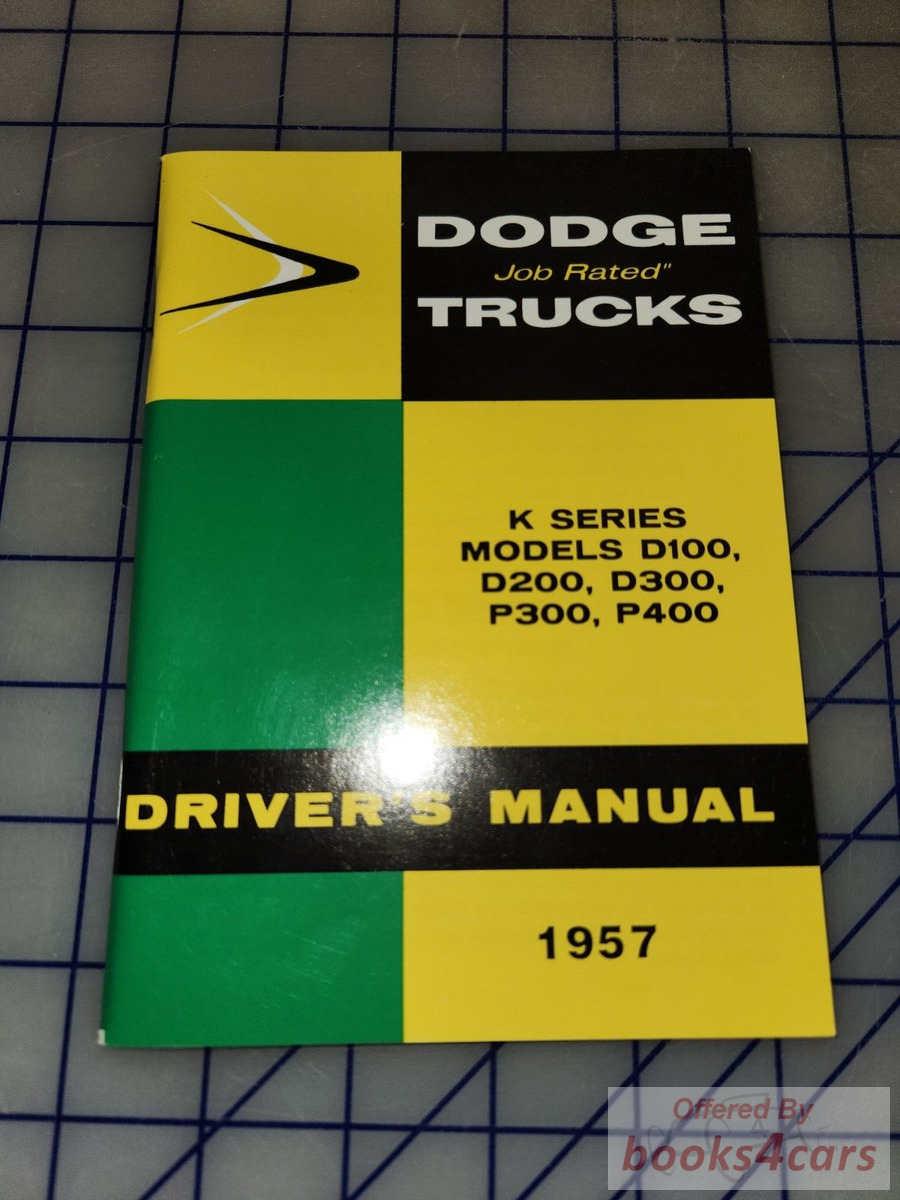 DODGE
Job Rated"
TRUCKS
K SERIES
MODELS D100,
D200, D300,
P300, P400
DRIVER'S MANUAL
1957
Offered By
books4cars